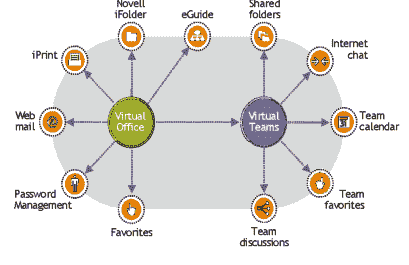 Novell
iFolder
eGuide
Shared
folders
iPrint
Internet
chat
Web
mail
Virtual
Office
Virtual
Teams
Team
calendar
Password
Management
Favorites
Team
discussions
Team
favorites